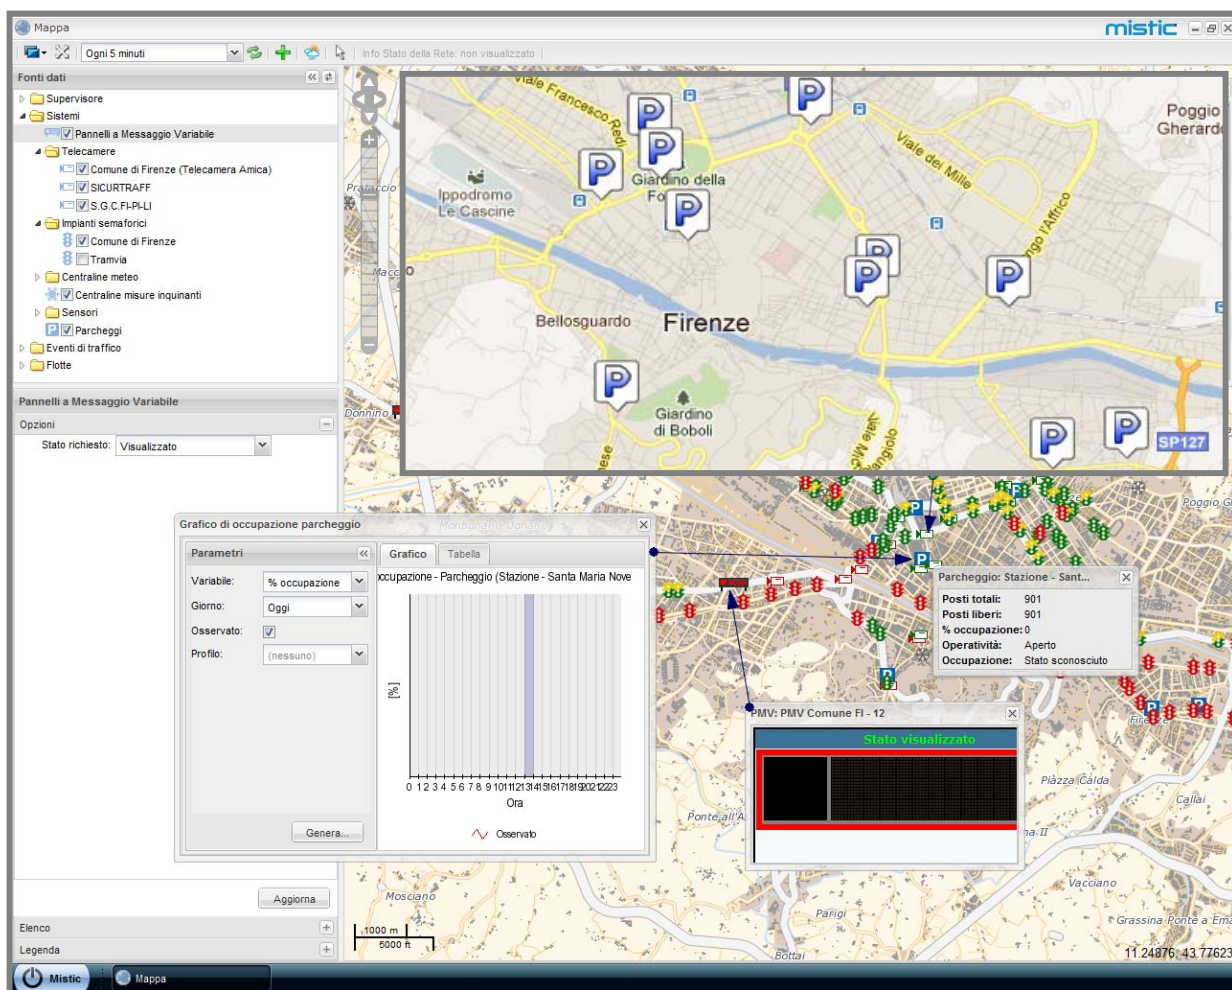 Mappa
mistic
Ogni 5 minuti
Info Stato della Rete: non visualizzato
Fonti dati
Supervisore
Sistemi
Pannelli a Messaggio Variabile
Telecamere
Comune di Firenze (Telecamera Amica)
SICURTRAFF
S.G.C.FI-PI-LI
Impianti semaforici
Comune di Firenze
Tramvia
Centraline meteo
Centraline misure inquinanti
Sensori
Parcheggi
Eventi di traffico
Flotte
Pannelli a Messaggio Variabile
Opzioni
Stato richiesto:
Visualizzato
Viale Francesco Redi
Poggio
Gherard
Viale dei Mille
Ippodromo
Le Cascine
Giardino della
Fo
ngo l'Affrico
Bellosguardo
Firenze
Giardino
di Boboli
SP127
Donnino
Poggio G
Grafico di occupazione parcheggio
Parametri
Grafico
Tabella
Variabile:
% occupazione
Giorno:
Oggi
Osservato:
Profilo:
(nessuno)
Genera...
ccupazione - Parcheggio (Stazione - Santa Maria Nove
[%]
0 1 2 3 4 5 6 7 8 9 10 11 12 13 14 15 16 17 18 19 20 21 22 23
Ora
Osservato
Parcheggio: Stazione - Sant...
Posti totali: 901
Posti liberi: 901
% occupazione: 0
Operatività: Aperto
Occupazione: Stato sconosciuto
PMV: PMV Comune FI - 12
Stato visualizzato
Piazza Calda
Callai
Ponte all'A
Mosciano
Vacciano
Parigi
Grassina Ponte a Ema
Bottai
1000 m
5000 ft
11.24876, 43.77623
Aggiorna
Elenco
Legenda
Mistic
Mappa